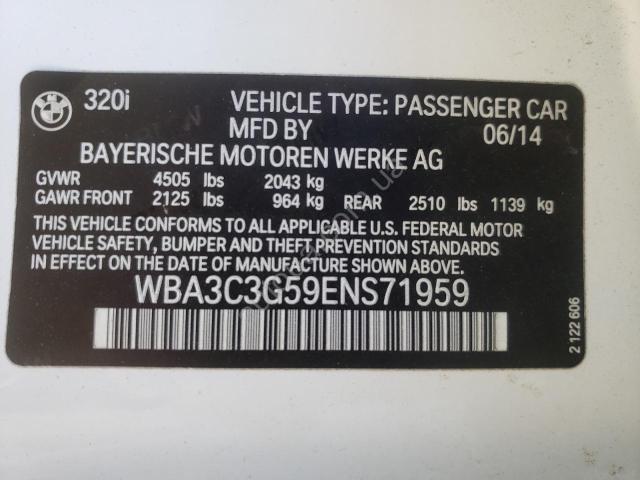 BMW
320i VEHICLE TYPE: PASSENGER CAR
MFD BY 06/14
BAYERISCHE MOTOREN WERKE AG
GVWR 4505 lbs 2043 kg
GAWR FRONT 2125 lbs 964 kg REAR 2510 lbs 1139 kg
THIS VEHICLE CONFORMS TO ALL APPLICABLE U.S. FEDERAL MOTOR
VEHICLE SAFETY, BUMPER AND THEFT PREVENTION STANDARDS
IN EFFECT ON THE DATE OF MANUFACTURE SHOWN ABOVE.
WBA3C3G59ENS71959
2 122 606